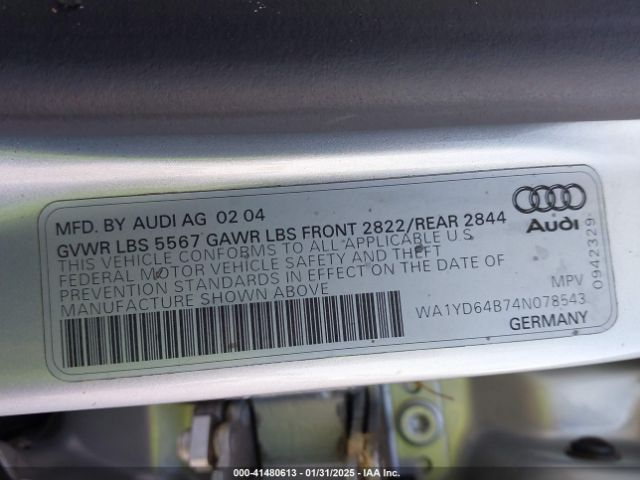 MFD. BY AUDI AG 02 04
GVWR LBS 5567 GAWR LBS FRONT 2822/REAR 2844
THIS VEHICLE CONFORMS TO ALL APPLICABLE U.S.
FEDERAL MOTOR VEHICLE SAFETY AND THEFT
PREVENTION STANDARDS IN EFFECT ON THE DATE OF
MANUFACTURE SHOWN ABOVE
Audi
0942329
MPV
WA1YD64B74N078543
GERMANY
000-41480613 - 01/31/2025 - IAA Inc.